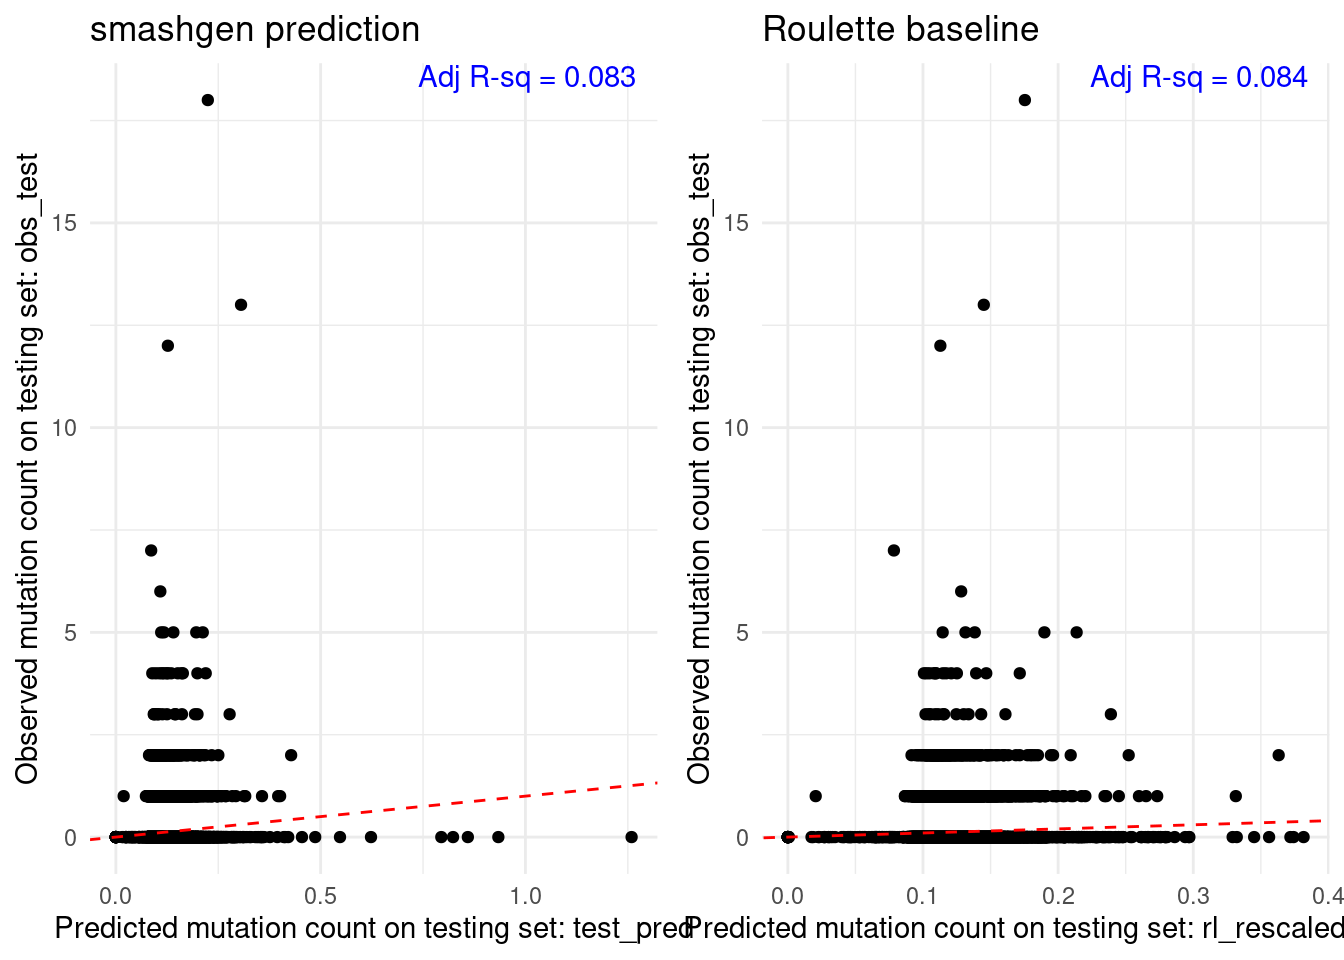 smashgen prediction
Adj R-sq = 0.083
Observed mutation count on testing set: obs_test
15
10
5
0
0.0 0.5 1.0
Predicted mutation count on testing set: test_pred
Roulette baseline
Adj R-sq = 0.084
Observed mutation count on testing set: obs_test
15
10
5
0
0.0 0.1 0.2 0.3 0.4
Predicted mutation count on testing set: rl_rescaled